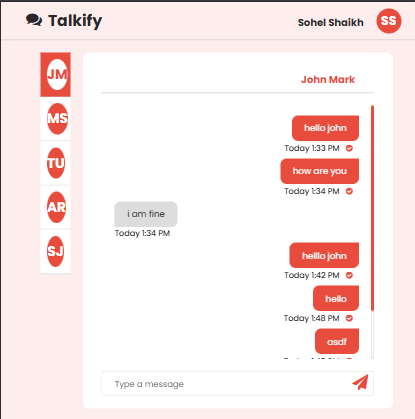 Talkify
Sohel Shaikh
SS
JM
MS
TU
AR
SJ
John Mark
hello john
Today 1:33 PM
how are you
Today 1:34 PM
i am fine
Today 1:34 PM
helllo john
Today 1:42 PM
hello
Today 1:48 PM
asdf
Type a message